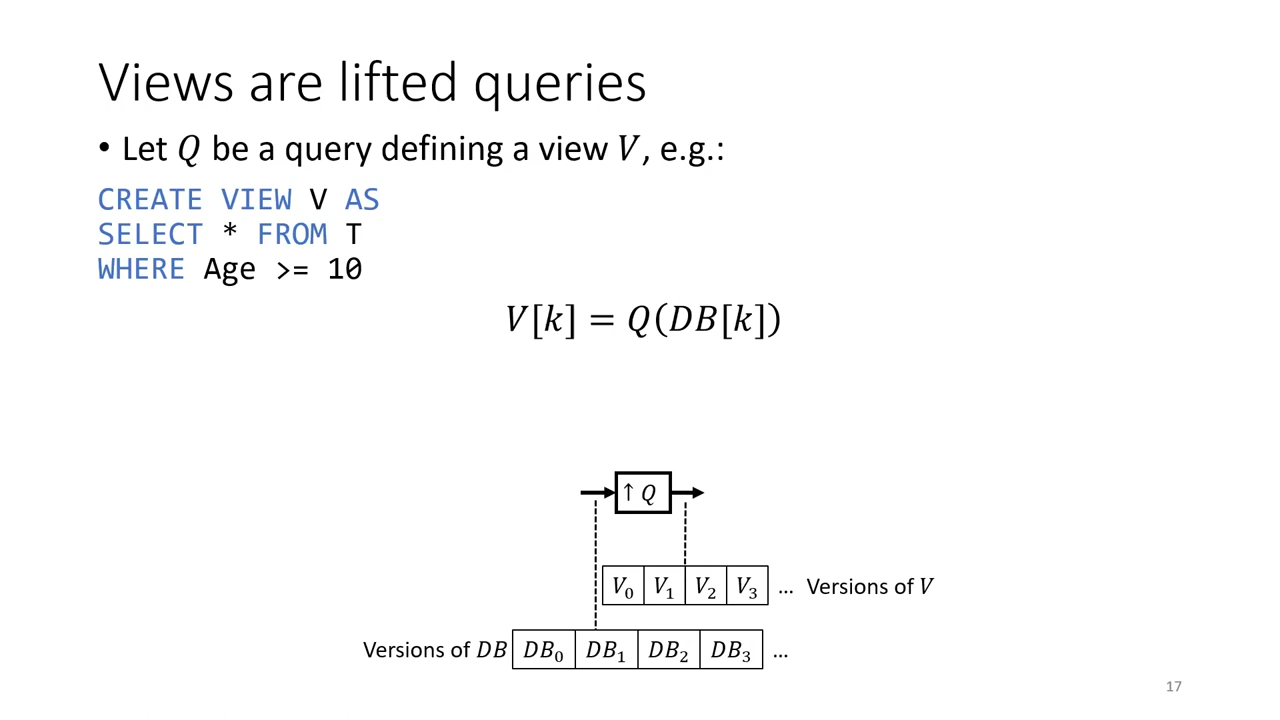 Views are lifted queries
• Let Q be a query defining a view V, e.g.:
CREATE VIEW V AS
SELECT * FROM T
WHERE Age >= 10
V[k] = Q(DB[k])
↑ Q
V₀ V₁ V₂ V₃ ... Versions of V
Versions of DB DB₀ DB₁ DB₂ DB₃ ...
17